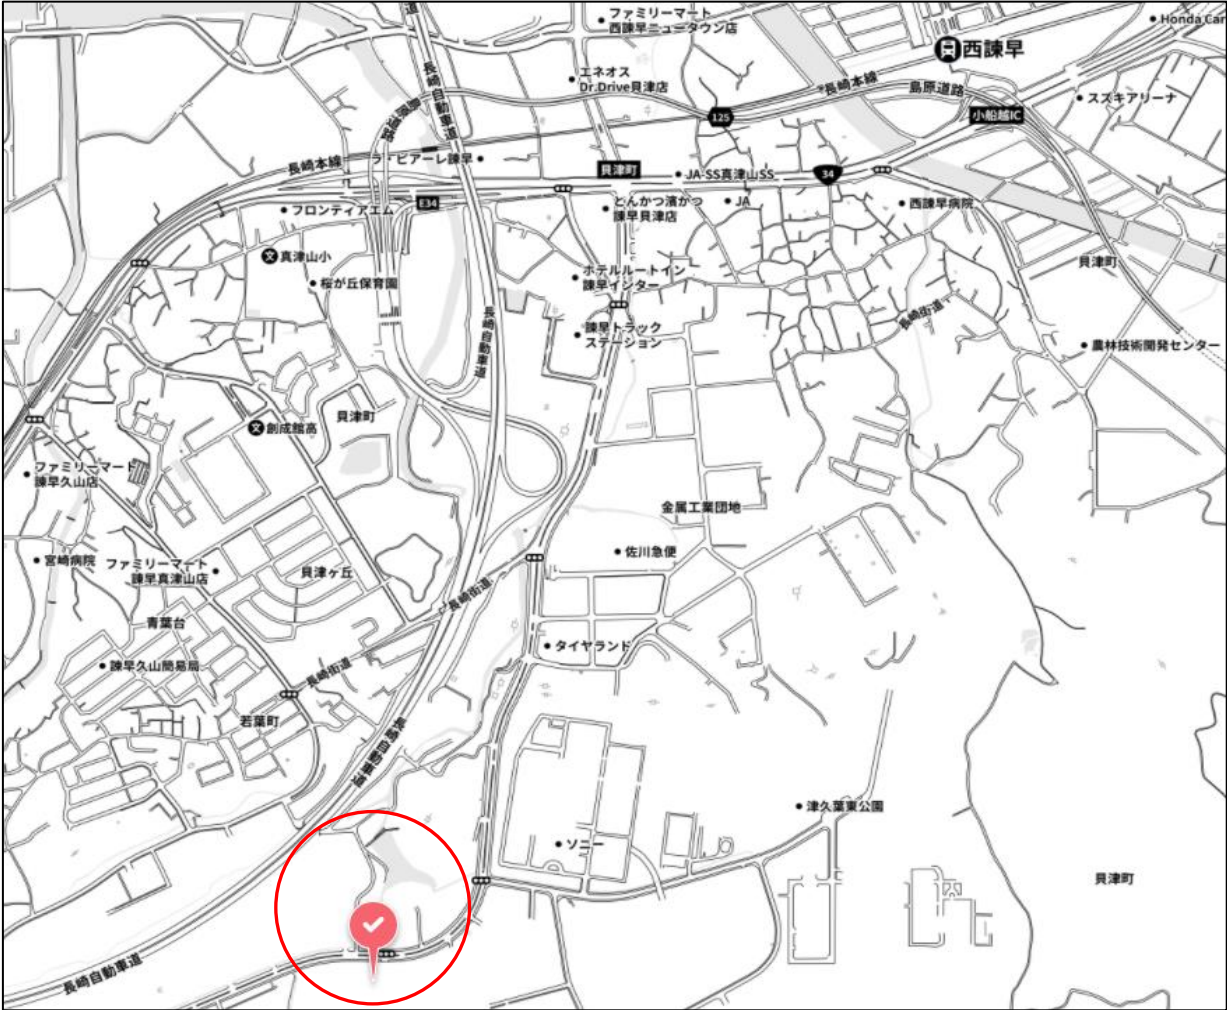 ファミリーマート
西諫早ニュータウン店
Honda Car
西諫早
長崎自動車道
エネオス
Dr.Drive貝津店
長崎本線
島原道路
スズキアリーナ
島原道路
125
小船越IC
長崎本線
ラ・ビアーレ諫早
貝津町
JA-SS真津山SS
34
E34
フロンティアエム
とんかつ濱かつ
諫早貝津店
JA
西諫早病院
文
真津山小
貝津町
桜が丘保育園
ホテルルートイン
諫早インター
長崎自動車道
長崎街道
諫早トラック
ステーション
農林技術開発センター
貝津町
文
創成館高
ファミリーマート
諫早久山店
金属工業団地
宮崎病院
ファミリーマート
諫早真津山店
貝津ヶ丘
佐川急便
長崎街道
青葉台
タイヤランド
諫早久山簡易局
長崎街道
若葉町
長崎自動車道
津久葉東公園
ソニー
貝津町
長崎自動車道